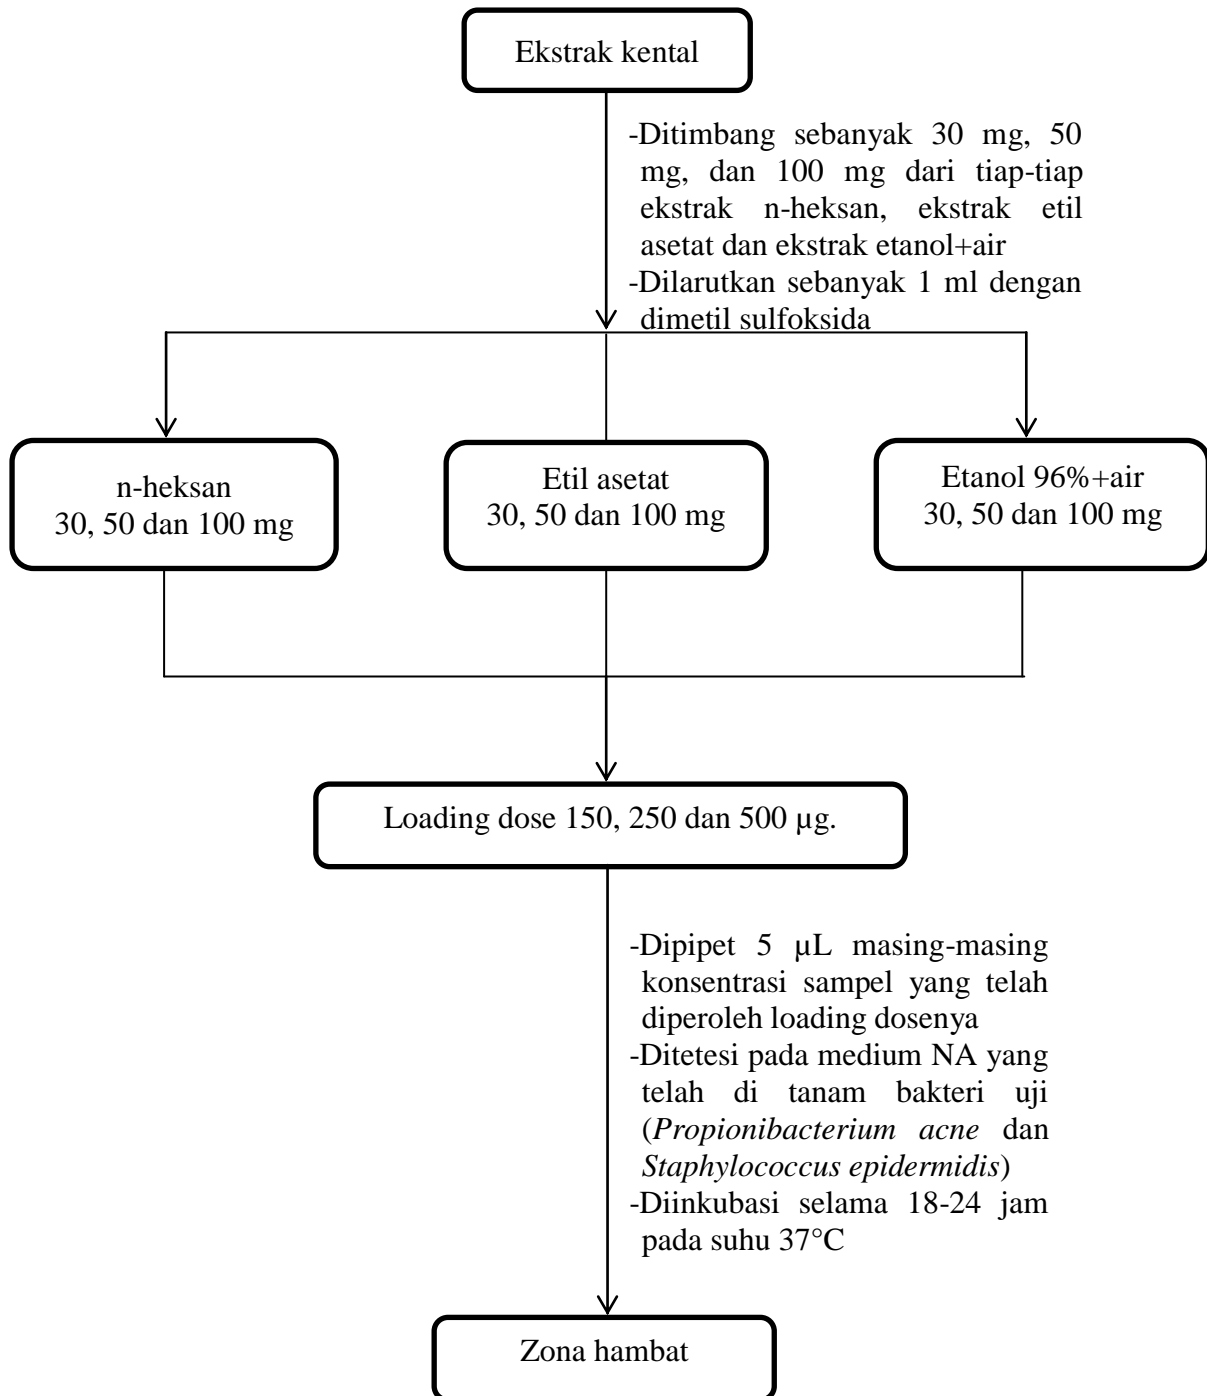 Ekstrak kental
-Ditimbang sebanyak 30 mg, 50
mg, dan 100 mg dari tiap-tiap
ekstrak n-heksan, ekstrak etil
asetat dan ekstrak etanol+air
-Dilarutkan sebanyak 1 ml dengan
dimetil sulfoksida
n-heksan
30, 50 dan 100 mg
Etil asetat
30, 50 dan 100 mg
Etanol 96%+air
30, 50 dan 100 mg
Loading dose 150, 250 dan 500 µg.
-Dipipet 5 µL masing-masing
konsentrasi sampel yang telah
diperoleh loading dosenya
-Ditetesi pada medium NA yang
telah di tanam bakteri uji
(Propionibacterium acne dan
Staphylococcus epidermidis)
-Diinkubasi selama 18-24 jam
pada suhu 37°C
Zona hambat